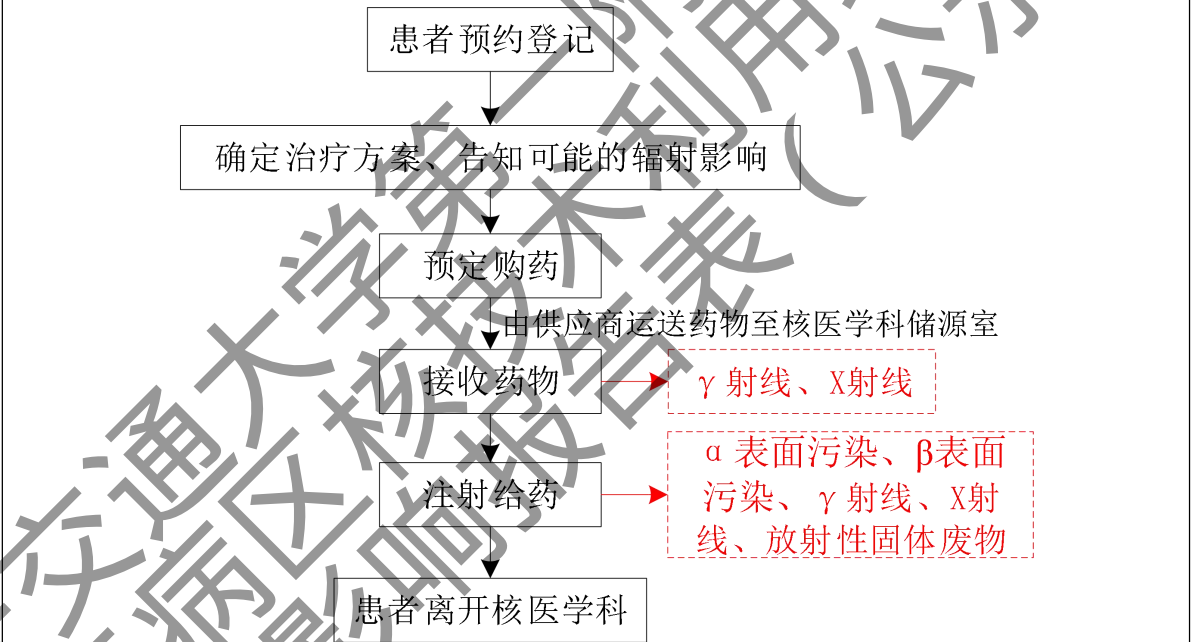 患者预约登记
确定治疗方案、告知可能的辐射影响
预定购药
由供应商运送药物至核医学科储源室
接收药物
γ射线、X射线
注射给药
α表面污染、β表面
污染、γ射线、X射
线、放射性固体废物
患者离开核医学科
交通大学第一附
病区核技术利用
影响报告表（公示